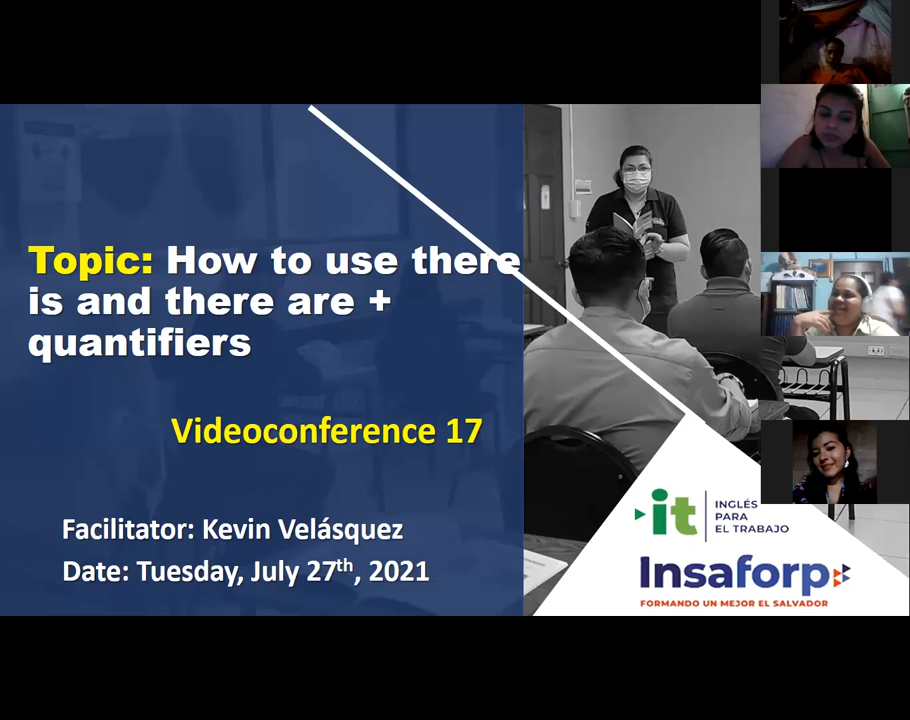 Topic: How to use there
is and there are +
quantifiers
Videoconference 17
Facilitator: Kevin Velásquez
Date: Tuesday, July 27th, 2021
it
INGLÉS
PARA
EL TRABAJO
Insaforp
FORMANDO UN MEJOR EL SALVADOR